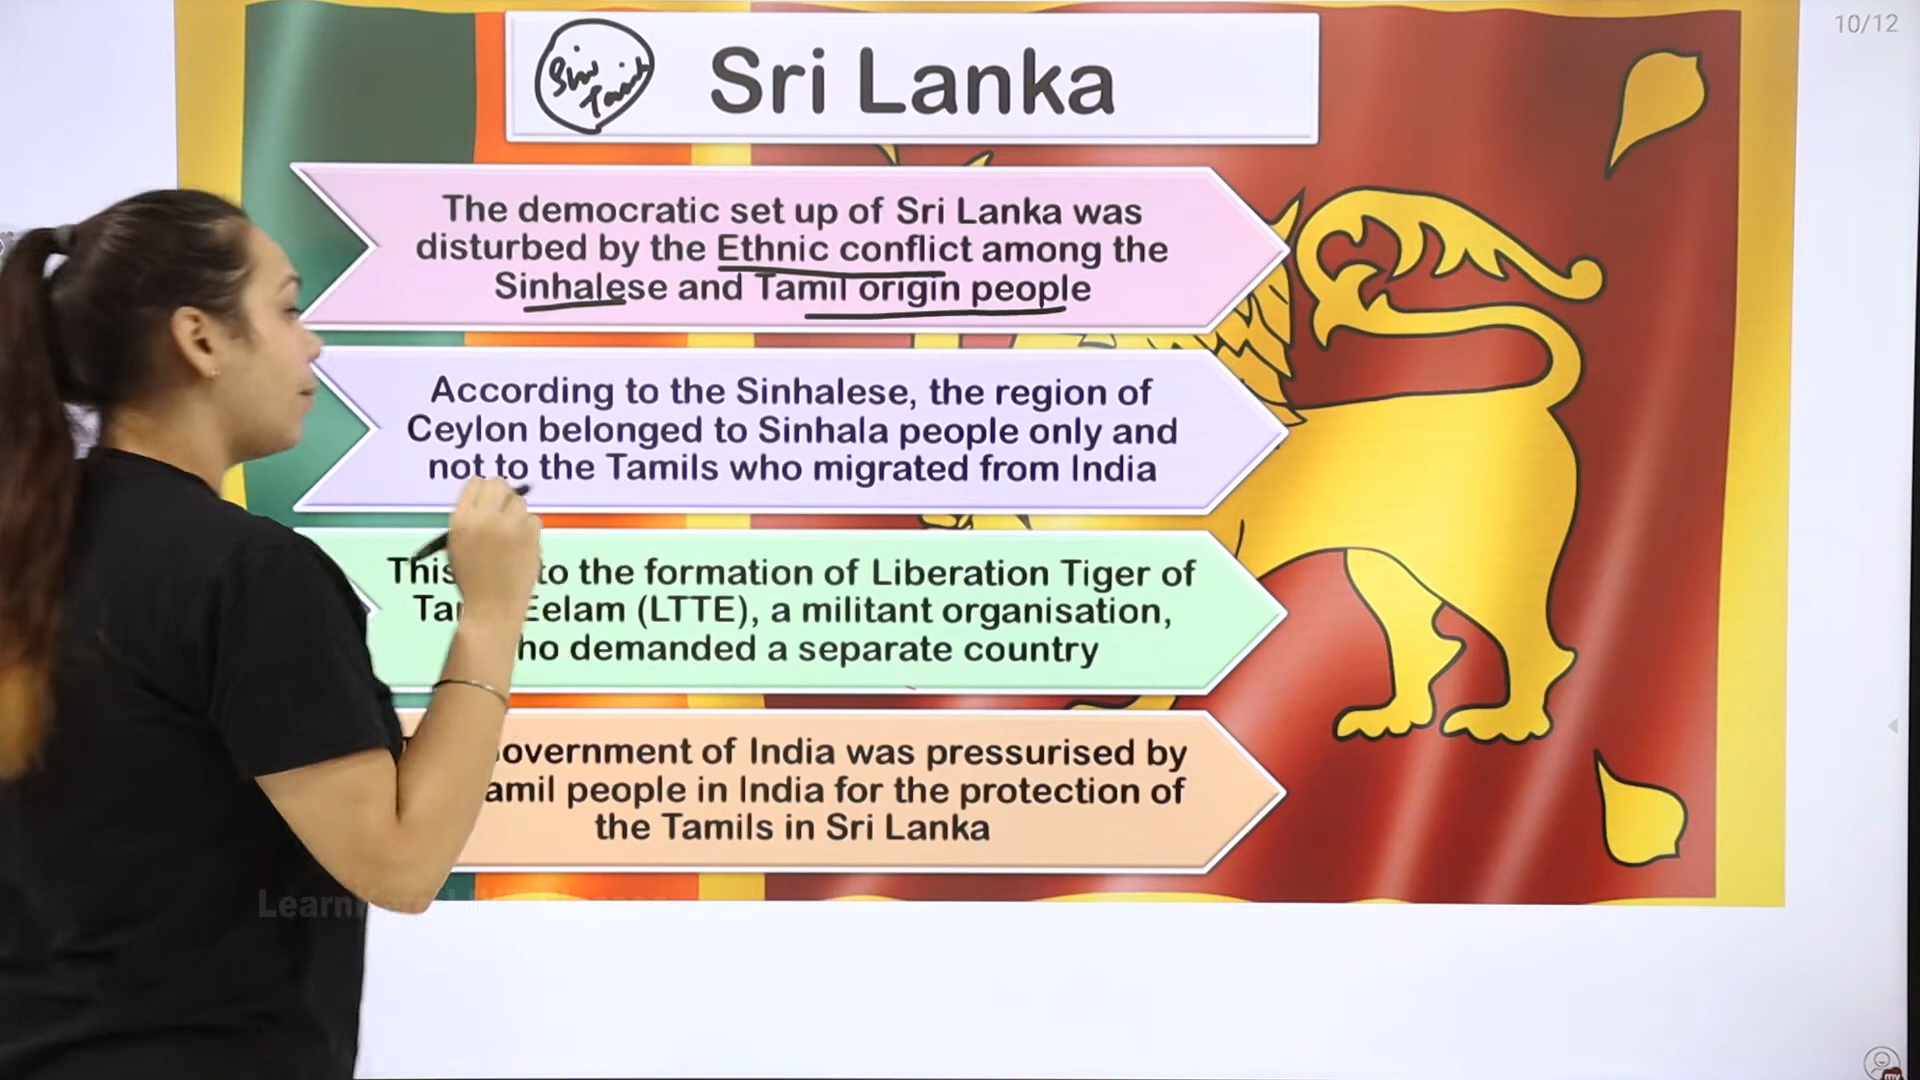 10/12
Sin
Tamil
Sri Lanka
The democratic set up of Sri Lanka was
disturbed by the Ethnic conflict among the
Sinhalese and Tamil origin people
According to the Sinhalese, the region of
Ceylon belonged to Sinhala people only and
not to the Tamils who migrated from India
This to the formation of Liberation Tiger of
Eelam (LTTE), a militant organisation,
demanded a separate country
of India was pressurised by
people in India for the protection of
the Tamils in Sri Lanka